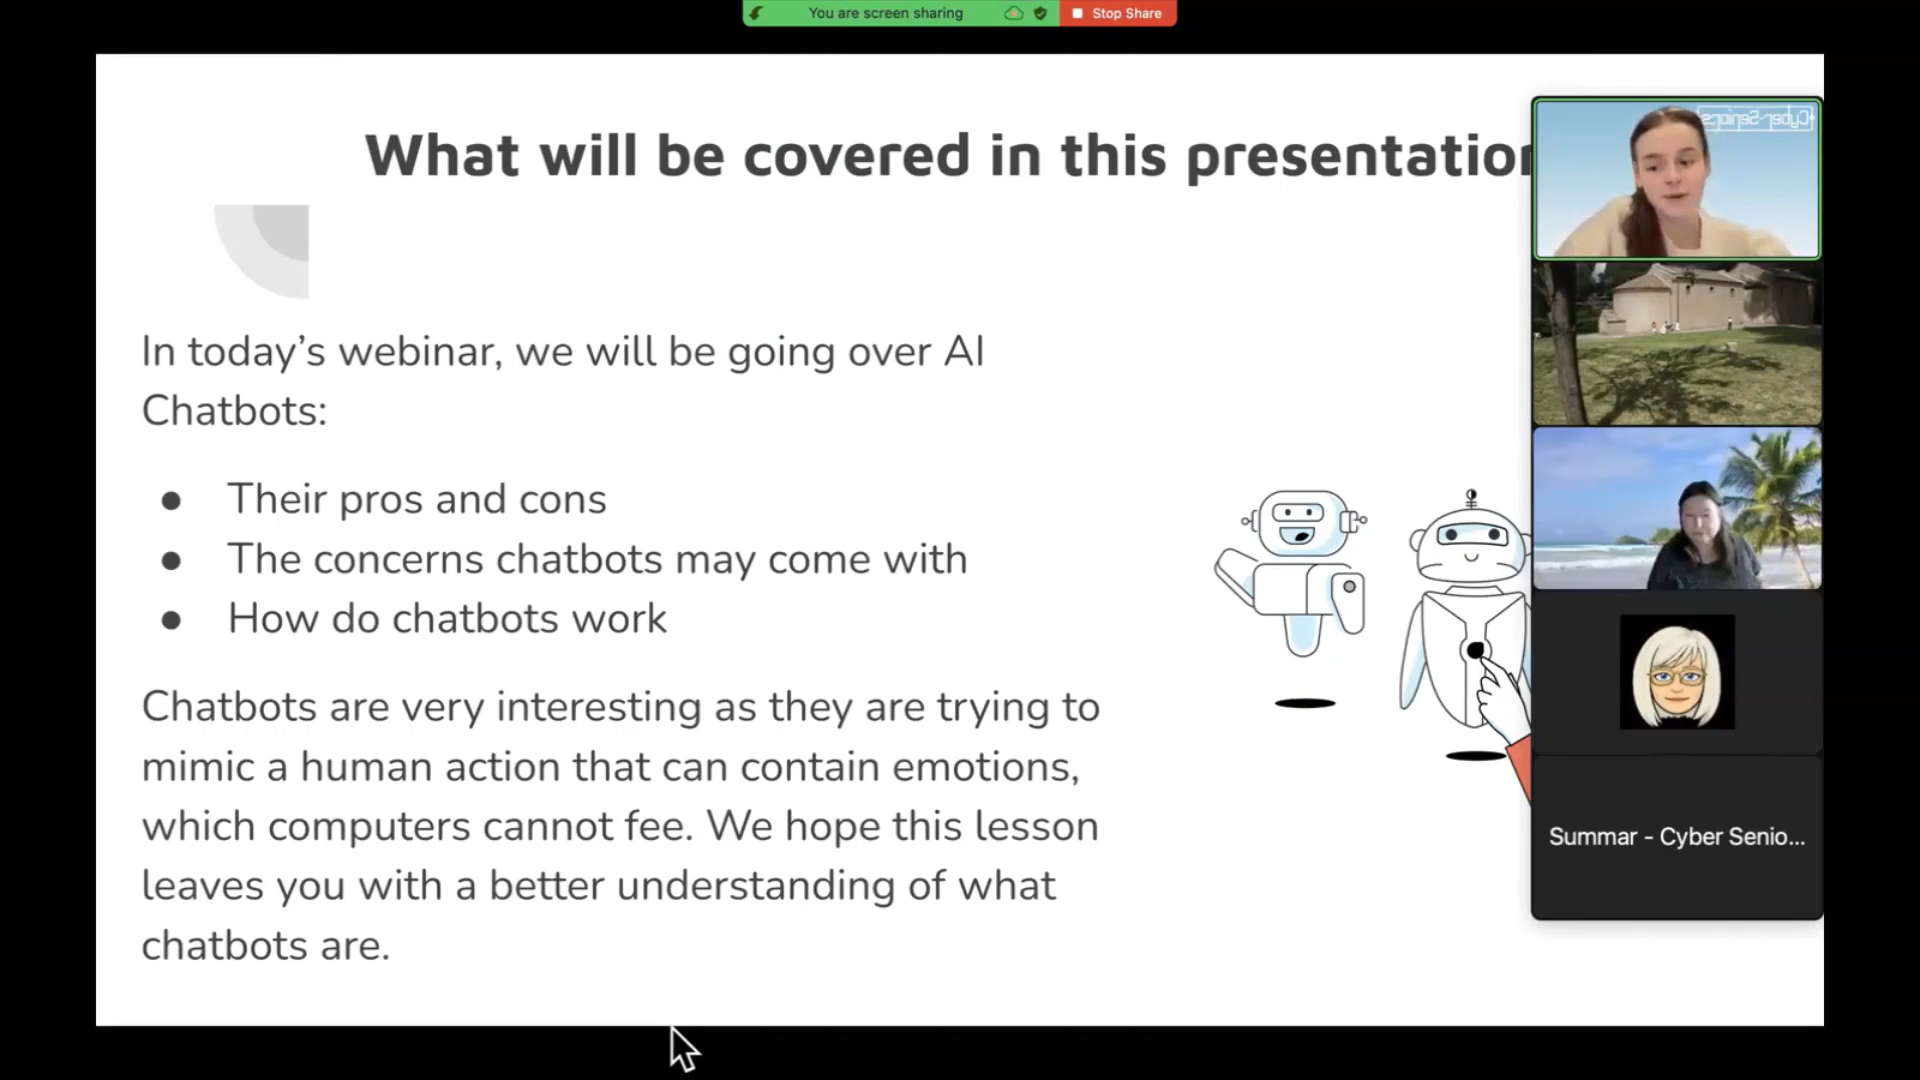 You are screen sharing
Stop Share
What will be covered in this presentation
Cyber-Seniors
In today’s webinar, we will be going over AI
Chatbots:
● Their pros and cons
● The concerns chatbots may come with
● How do chatbots work
Chatbots are very interesting as they are trying to
mimic a human action that can contain emotions,
which computers cannot fee. We hope this lesson
leaves you with a better understanding of what
chatbots are.
Summar - Cyber Senio...